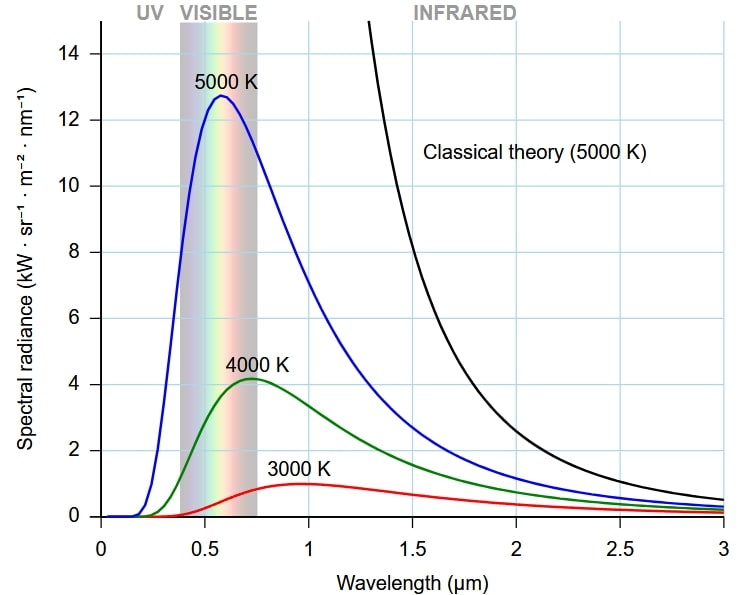 UV VISIBLE INFRARED
14
12
10
8
6
4
2
0
Spectral radiance (kW · sr⁻¹ · m⁻² · nm⁻¹)
5000 K
Classical theory (5000 K)
4000 K
3000 K
0 0.5 1 1.5 2 2.5 3
Wavelength (µm)